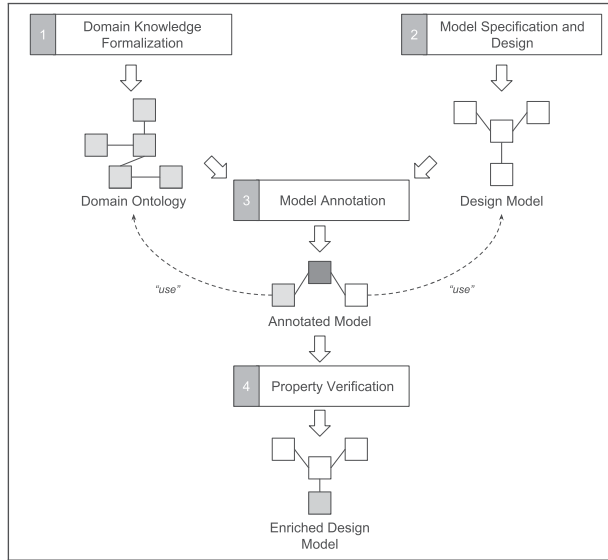 1
Domain Knowledge
Formalization
2
Model Specification and
Design
Domain Ontology
Design Model
3
Model Annotation
"use"
"use"
Annotated Model
4
Property Verification
Enriched Design
Model